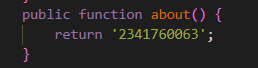 public function about() {
    return '2341760063';
}